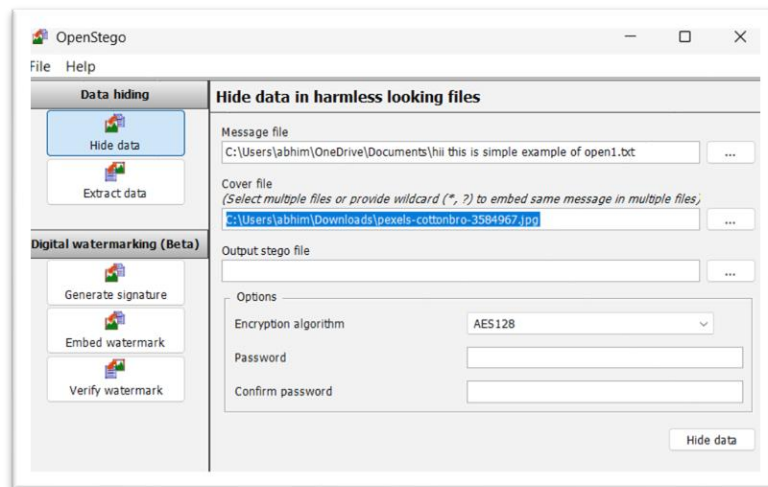 OpenStego
File Help
Data hiding
Hide data
Extract data
Digital watermarking (Beta)
Generate signature
Embed watermark
Verify watermark
Hide data in harmless looking files
Message file
C:\Users\abhim\OneDrive\Documents\hii this is simple example of open1.txt
...
Cover file
(Select multiple files or provide wildcard (*, ?) to embed same message in multiple files)
C:\Users\abhim\Downloads\pexels-cottonbro-3584967.jpg
...
Output stego file
...
Options
Encryption algorithm AES128
Password
Confirm password
Hide data